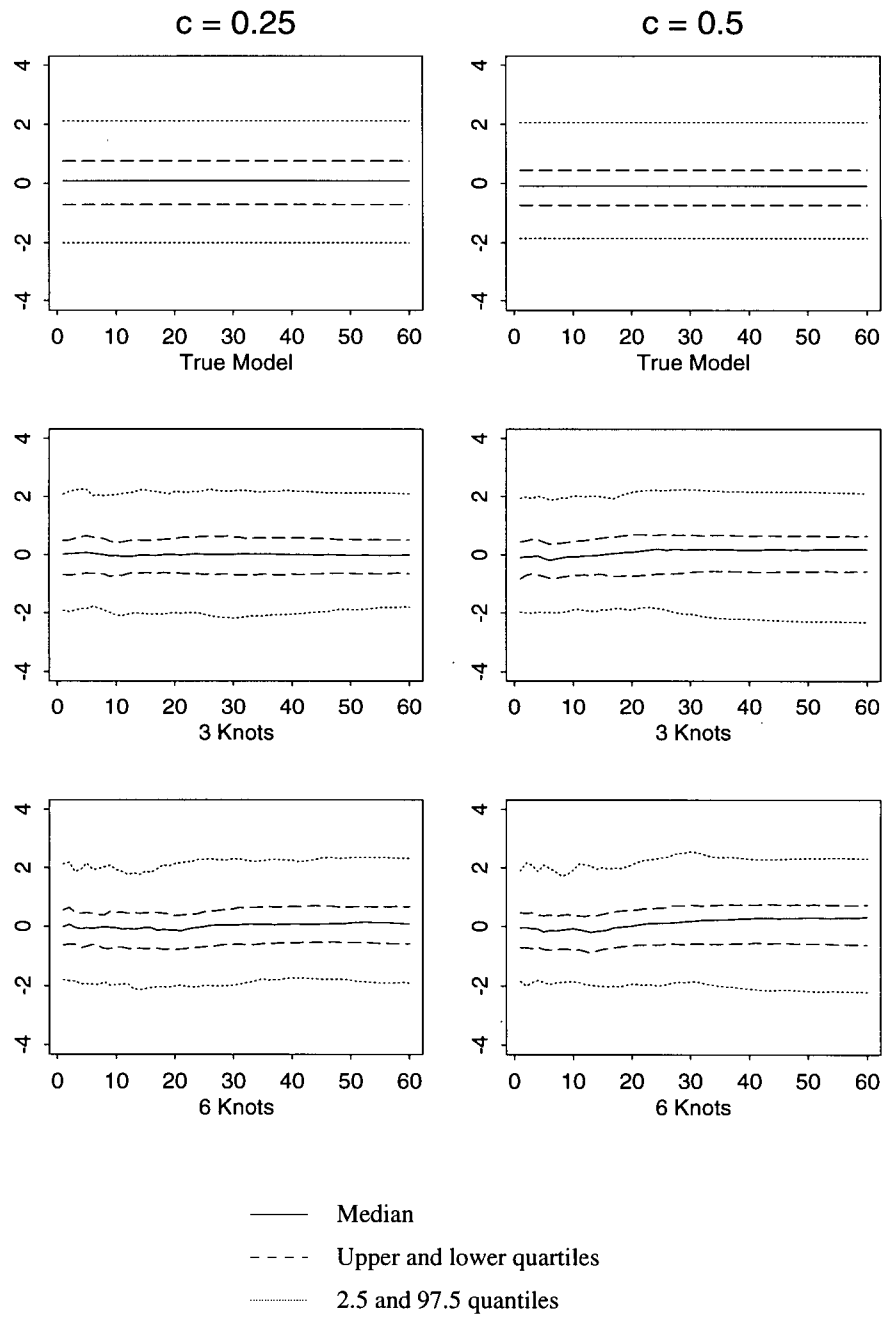 c = 0.25
c = 0.5
4
2
0
-2
-4
0 10 20 30 40 50 60
True Model
4
2
0
-2
-4
0 10 20 30 40 50 60
True Model
4
2
0
-2
-4
0 10 20 30 40 50 60
3 Knots
4
2
0
-2
-4
0 10 20 30 40 50 60
3 Knots
4
2
0
-2
-4
0 10 20 30 40 50 60
6 Knots
4
2
0
-2
-4
0 10 20 30 40 50 60
6 Knots
Median
Upper and lower quartiles
2.5 and 97.5 quantiles